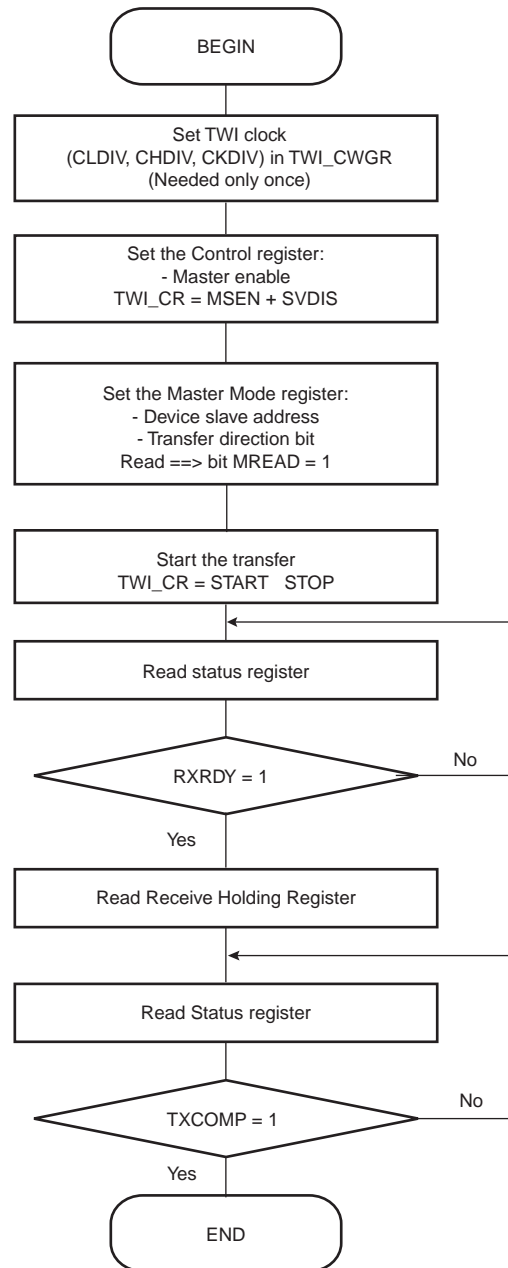 BEGIN
Set TWI clock
(CLDIV, CHDIV, CKDIV) in TWI_CWGR
(Needed only once)
Set the Control register:
- Master enable
TWI_CR = MSEN + SVDIS
Set the Master Mode register:
- Device slave address
- Transfer direction bit
Read ==> bit MREAD = 1
Start the transfer
TWI_CR = START STOP
Read status register
RXRDY = 1
No
Yes
Read Receive Holding Register
Read Status register
TXCOMP = 1
No
Yes
END